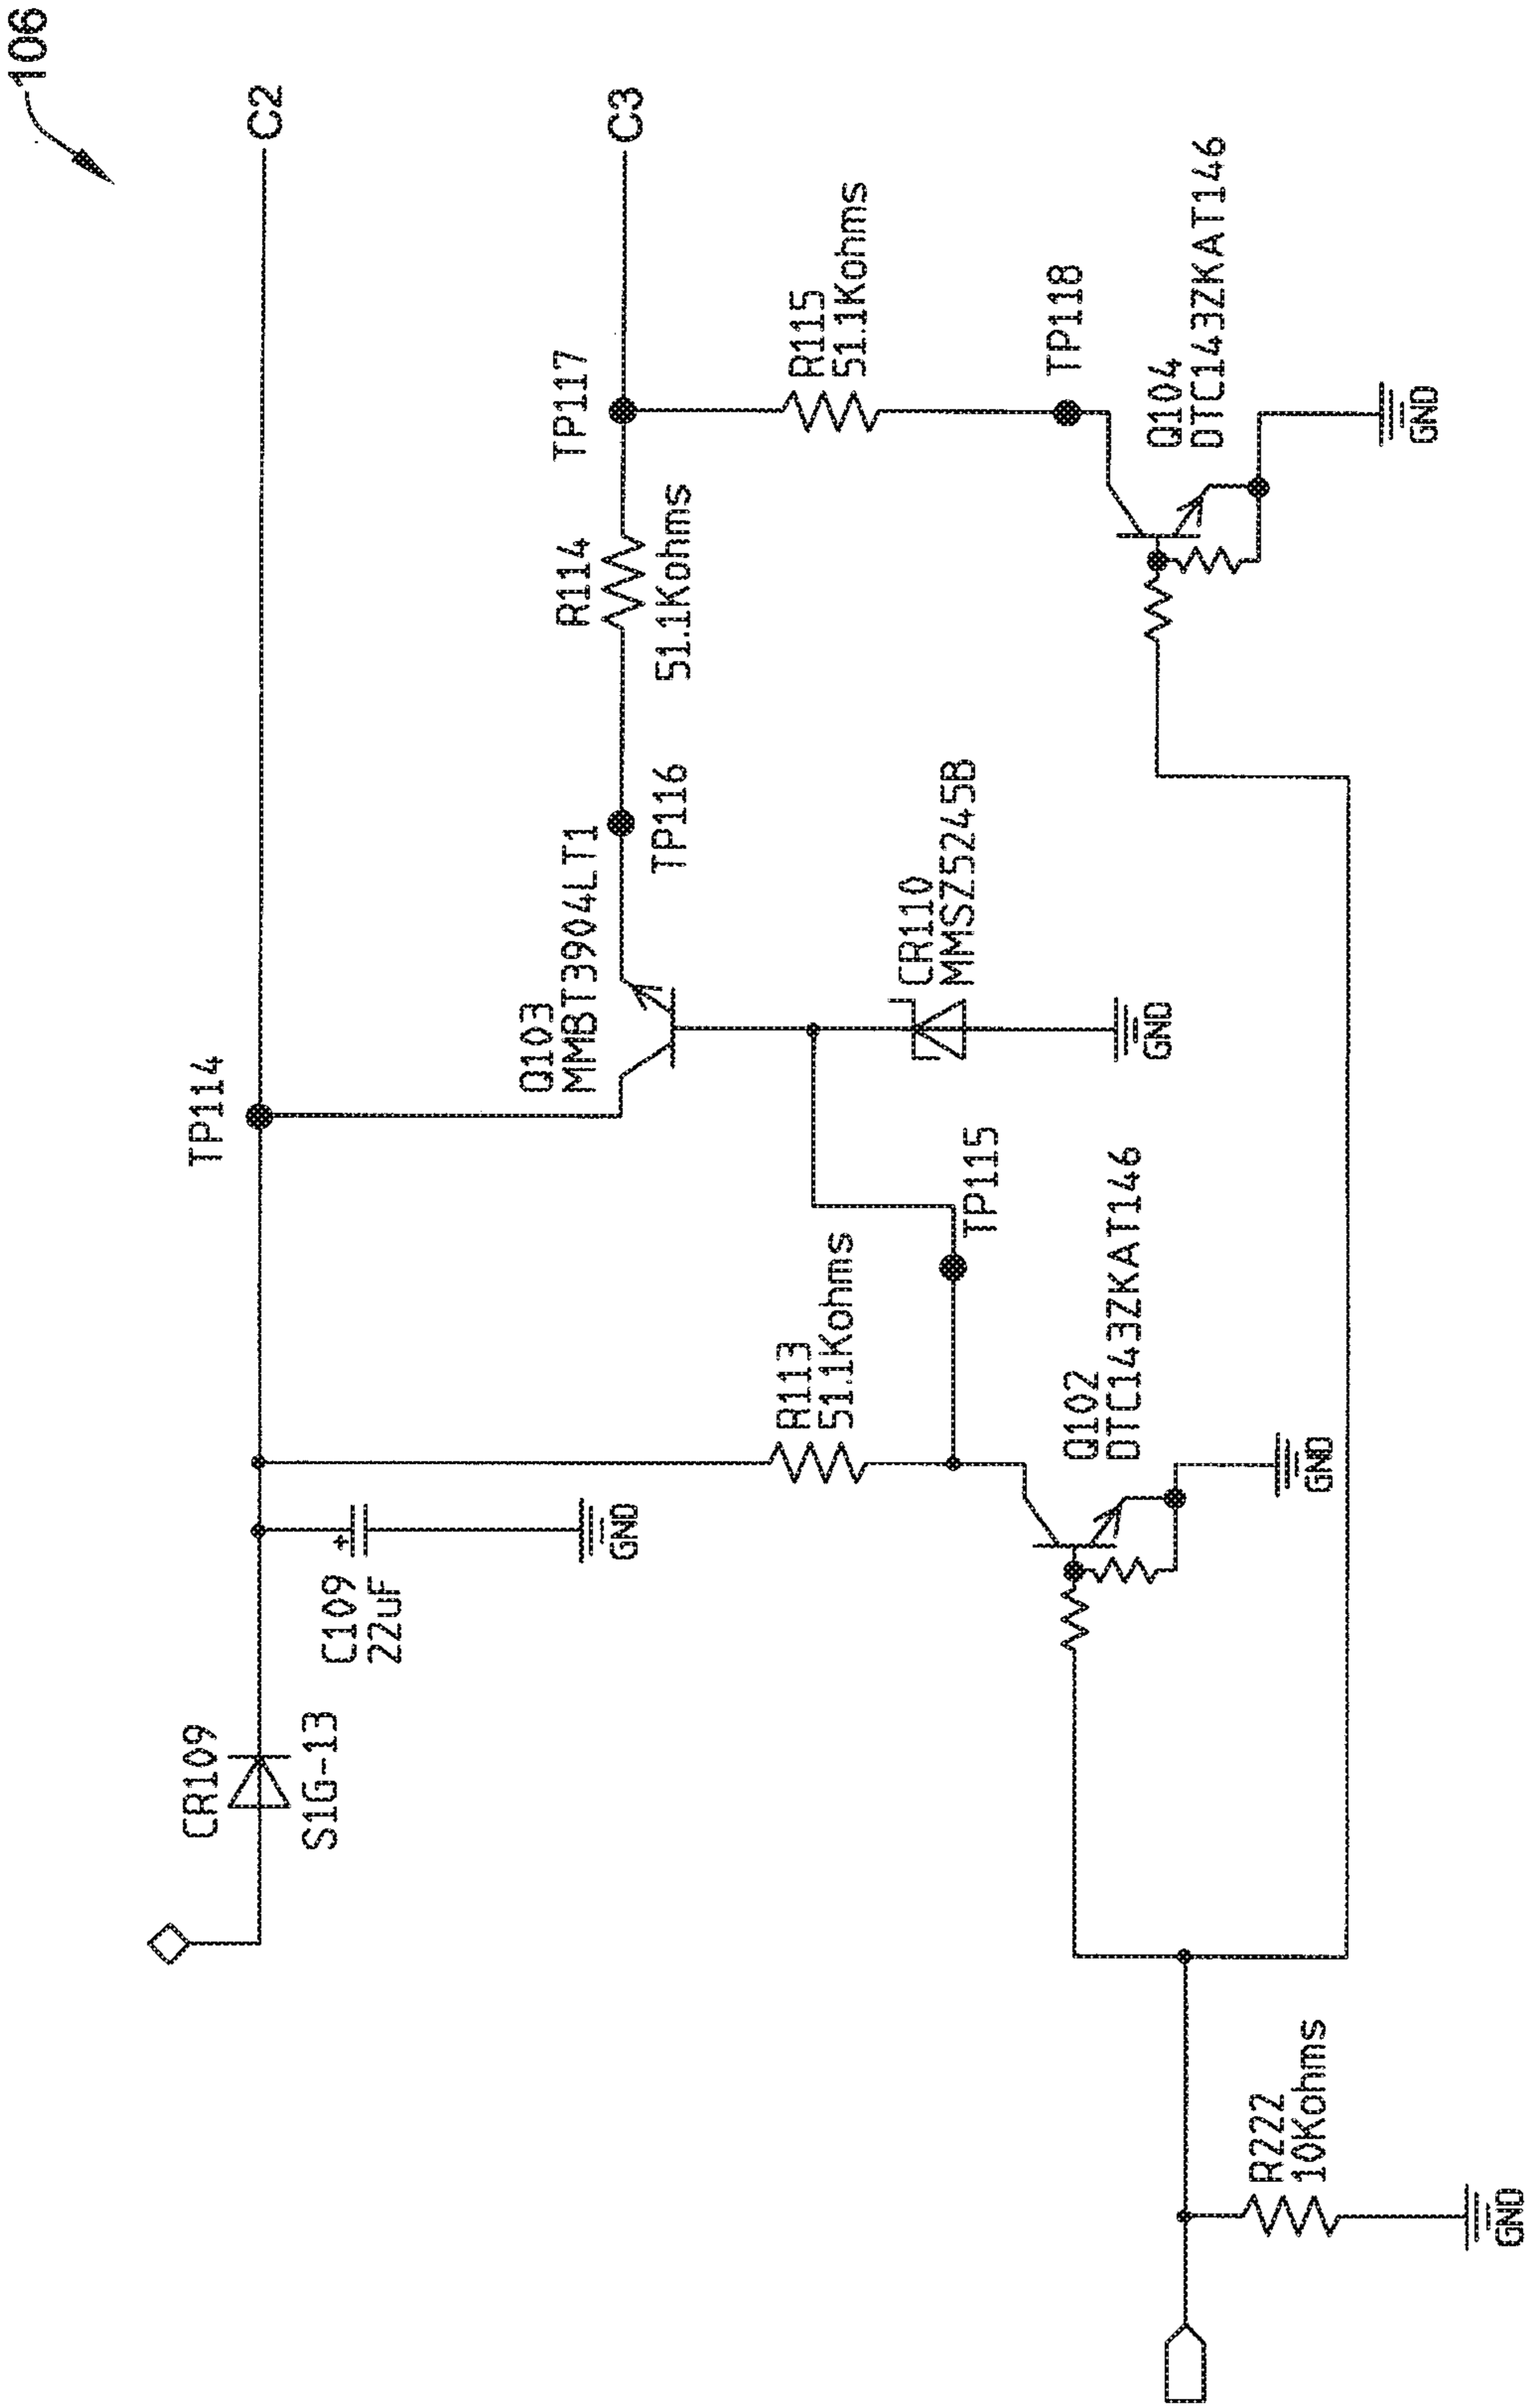 106
C2
C3
TP114
TP117
R114
51.1Kohms
R115
51.1Kohms
TP118
Q104
DTC143ZKAT146
GND
Q103
MMBT3904LT1
TP116
CR110
MMSZ5245B
GND
TP115
R113
51.1Kohms
Q102
DTC143ZKAT146
GND
CR109
S1G-13
+
C109
22uF
GND
R222
10Kohms
GND